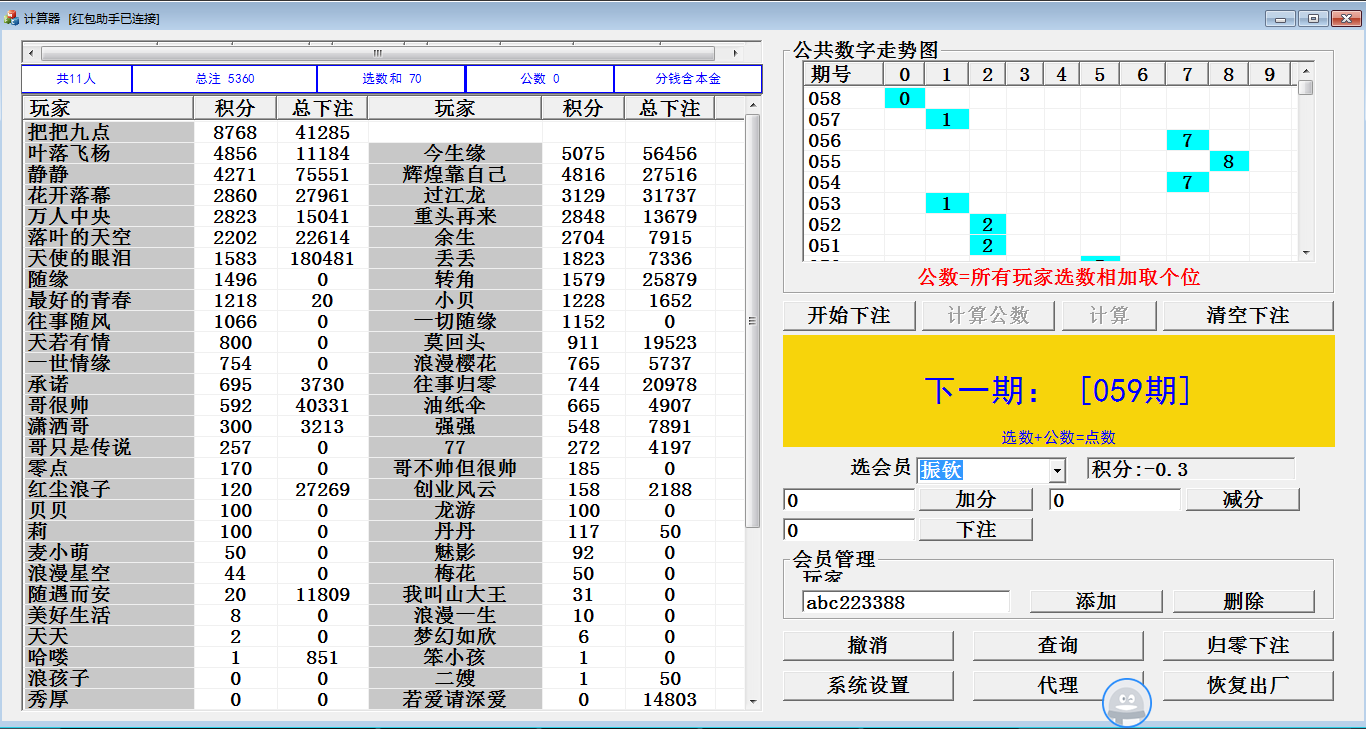 计算器 [红包助手已连接]
共11人 总注 5360 选数和 70 公数 0 分钱含本金
玩家 积分 总下注 玩家 积分 总下注
把把九点 8768 41285
叶落飞杨 4856 11184 今生缘 5075 56456
静静 4271 75551 辉煌靠自己 4816 27516
花开落幕 2860 27961 过江龙 3129 31737
万人中央 2823 15041 重头再来 2848 13679
落叶的天空 2202 22614 余生 2704 7915
天使的眼泪 1583 180481 丢丢 1823 7336
随缘 1496 0 转角 1579 25879
最好的青春 1218 20 小贝 1228 1652
往事随风 1066 0 一切随缘 1152 0
天若有情 800 0 莫回头 911 19523
一世情缘 754 0 浪漫樱花 765 5737
承诺 695 3730 往事归零 744 20978
哥很帅 592 40331 油纸伞 665 4907
潇洒哥 300 3213 强强 548 7891
哥只是传说 257 0 77 272 4197
零点 170 0 哥不帅但很帅 185 0
红尘浪子 120 27269 创业风云 158 2188
贝贝 100 0 龙游 100 0
莉 100 0 丹丹 117 50
麦小萌 50 0 魅影 92 0
浪漫星空 44 0 梅花 50 0
随遇而安 20 11809 我叫山大王 31 0
美好生活 8 0 浪漫一生 10 0
天天 2 0 梦幻如欣 6 0
哈喽 1 851 笨小孩 1 0
浪孩子 0 0 二嫂 1 50
秀厚 0 0 若爱请深爱 0 14803
公共数字走势图
期号 0 1 2 3 4 5 6 7 8 9
058 0
057 1
056 7
055 8
054 7
053 1
052 2
051 2
公数=所有玩家选数相加取个位
开始下注 计算公数 计算 清空下注
下一期： [059期]
选数+公数=点数
选会员 振钦 积分:-0.3
0 加分 0 减分
0 下注
会员管理
玩家
abc223388 添加 删除
撤消 查询 归零下注
系统设置 代理 恢复出厂